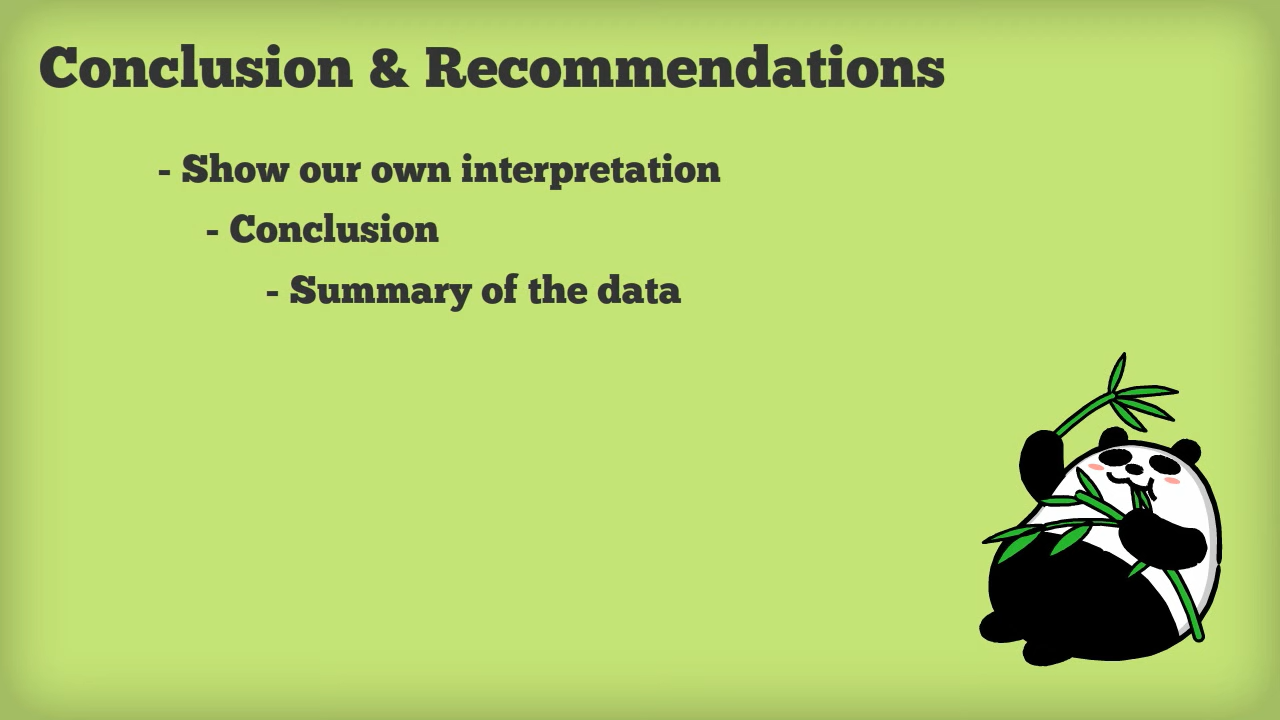 Conclusion & Recommendations
- Show our own interpretation
- Conclusion
- Summary of the data